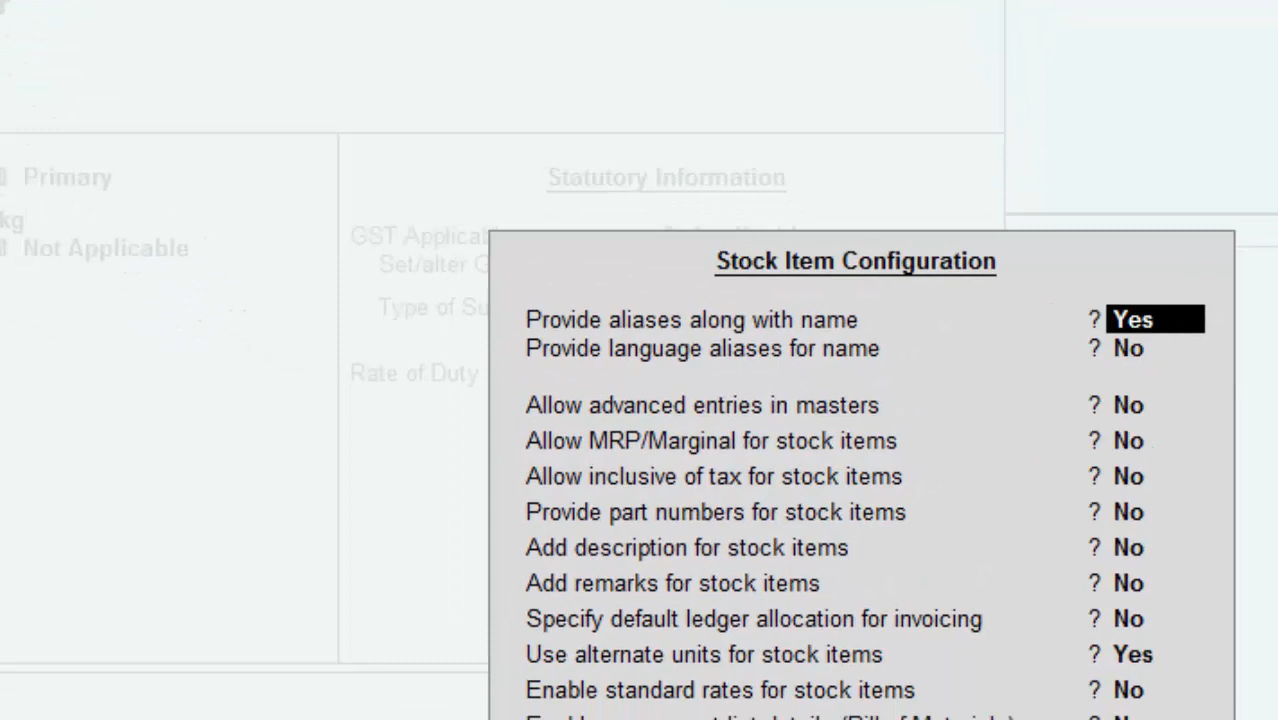 Primary
Statutory Information
kg
Not Applicable
GST Applicab
Set/alter G
Type of Su
Rate of Duty
Stock Item Configuration
Provide aliases along with name ? Yes
Provide language aliases for name ? No
Allow advanced entries in masters ? No
Allow MRP/Marginal for stock items ? No
Allow inclusive of tax for stock items ? No
Provide part numbers for stock items ? No
Add description for stock items ? No
Add remarks for stock items ? No
Specify default ledger allocation for invoicing ? No
Use alternate units for stock items ? Yes
Enable standard rates for stock items ? No